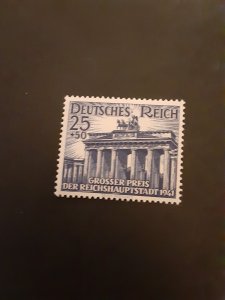 DEUTSCHES REICH
25
+50
GROSSER PREIS
DER REICHSHAUPTSTADT 1941